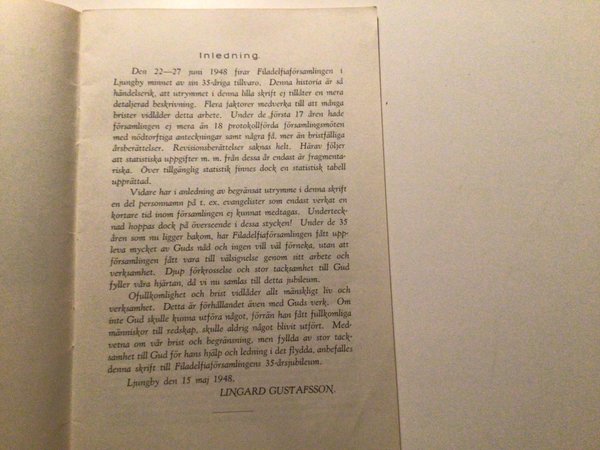 Inledning.
Den 22—27 juni 1948 firar Filadelfiaförsamlingen i
Ljungby minnet av sin 35-åriga tillvaro. Denna historia är så
händelserik, att utrymmet i denna lilla skrift ej tillåter en mera
detaljerad beskrivning. Flera faktorer medverka till att många
brister vidlåder detta arbete. Under de första 17 åren hade
församlingen ej mera än 18 protokollförda församlingsmöten
med nödtorftiga anteckningar samt några få, mer än bristfälliga
årsberättelser. Revisionsberättelser saknas helt. Härav följer
att statistiska uppgifter m. m. från dessa år endast är fragmenta-
riska. Över tillgänglig statistik finnes dock en statistisk tabell
upprättad.
Vidare har i anledning av begränsat utrymme i denna skrift
en del personnamn på t. ex. evangelister som endast verkat en
kortare tid inom församlingen ej kunnat medtagas. Underteck-
nad hoppas dock på överseende i dessa stycken! Under de 35
åren som nu ligger bakom, har Filadelfiaförsamlingen fått upp-
leva mycket av Guds nåd och ingen vill väl förneka, utan att
församlingen fått vara till välsignelse genom sitt arbete och
verksamhet. Djup förkrosselse och stor tacksamhet till Gud
fyller våra hjärtan, då vi nu samlas till detta jubileum.
Ofullkomlighet och brist vidlåder allt mänskligt liv och
verksamhet. Detta är förhållandet även med Guds verk. Om
inte Gud skulle kunna utföra något, förrän han fått fullkomliga
människor till redskap, skulle aldrig något blivit utfört. Med-
vetna om vår brist och begränsning, men fyllda av stor tack-
samhet till Gud för hans hjälp och ledning i det flydda, anbefalles
denna skrift till Filadelfiaförsamlingens 35-årsjubileum.
Ljungby den 15 maj 1948.
LINGARD GUSTAFSSON.